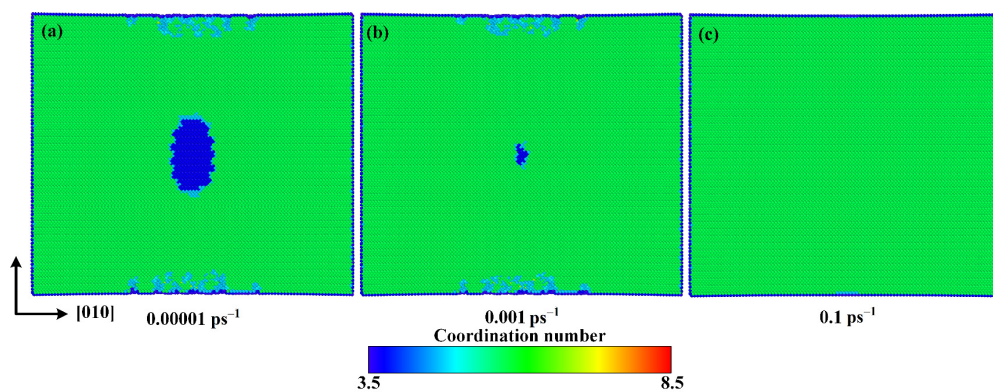 (a) (b) (c)
[010] 0.00001 ps⁻¹ 0.001 ps⁻¹ 0.1 ps⁻¹
Coordination number
3.5 8.5